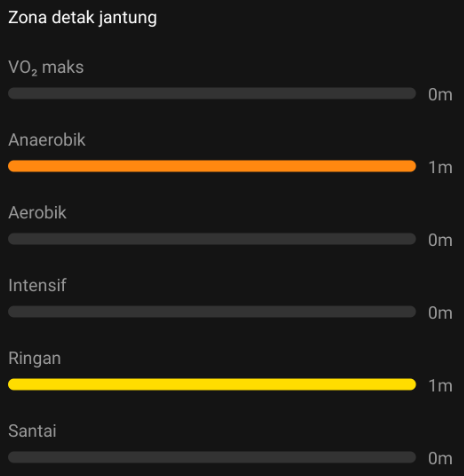 Zona detak jantung
VO₂ maks
0m
Anaerobik
1m
Aerobik
0m
Intensif
0m
Ringan
1m
Santai
0m